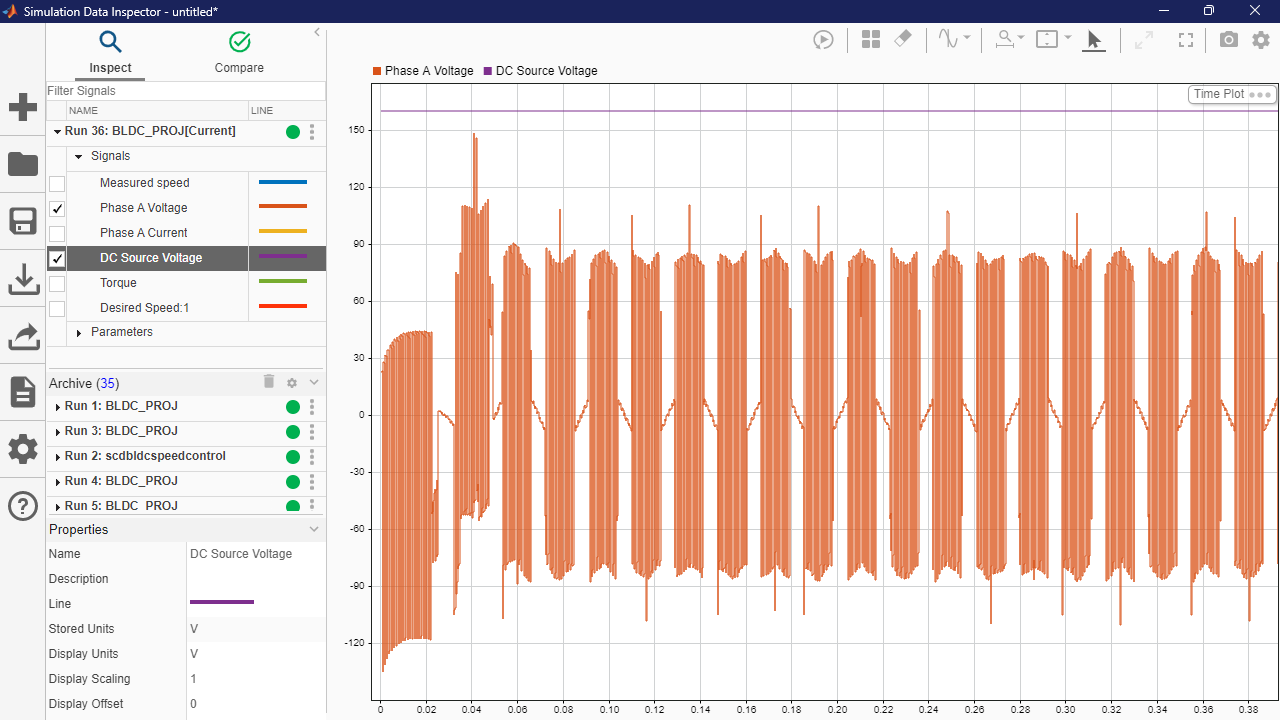 Simulation Data Inspector - untitled*
Inspect
Compare
Filter Signals
NAME LINE
Run 36: BLDC_PROJ[Current]
Signals
Measured speed
Phase A Voltage
Phase A Current
DC Source Voltage
Torque
Desired Speed:1
Parameters
Archive (35)
Run 1: BLDC_PROJ
Run 3: BLDC_PROJ
Run 2: scdbldcspeedcontrol
Run 4: BLDC_PROJ
Run 5: BLDC_PROJ
Properties
Name DC Source Voltage
Description
Line
Stored Units V
Display Units V
Display Scaling 1
Display Offset 0
Phase A Voltage DC Source Voltage
Time Plot
150
120
90
60
30
0
-30
-60
-90
-120
0 0.02 0.04 0.06 0.08 0.10 0.12 0.14 0.16 0.18 0.20 0.22 0.24 0.26 0.28 0.30 0.32 0.34 0.36 0.38